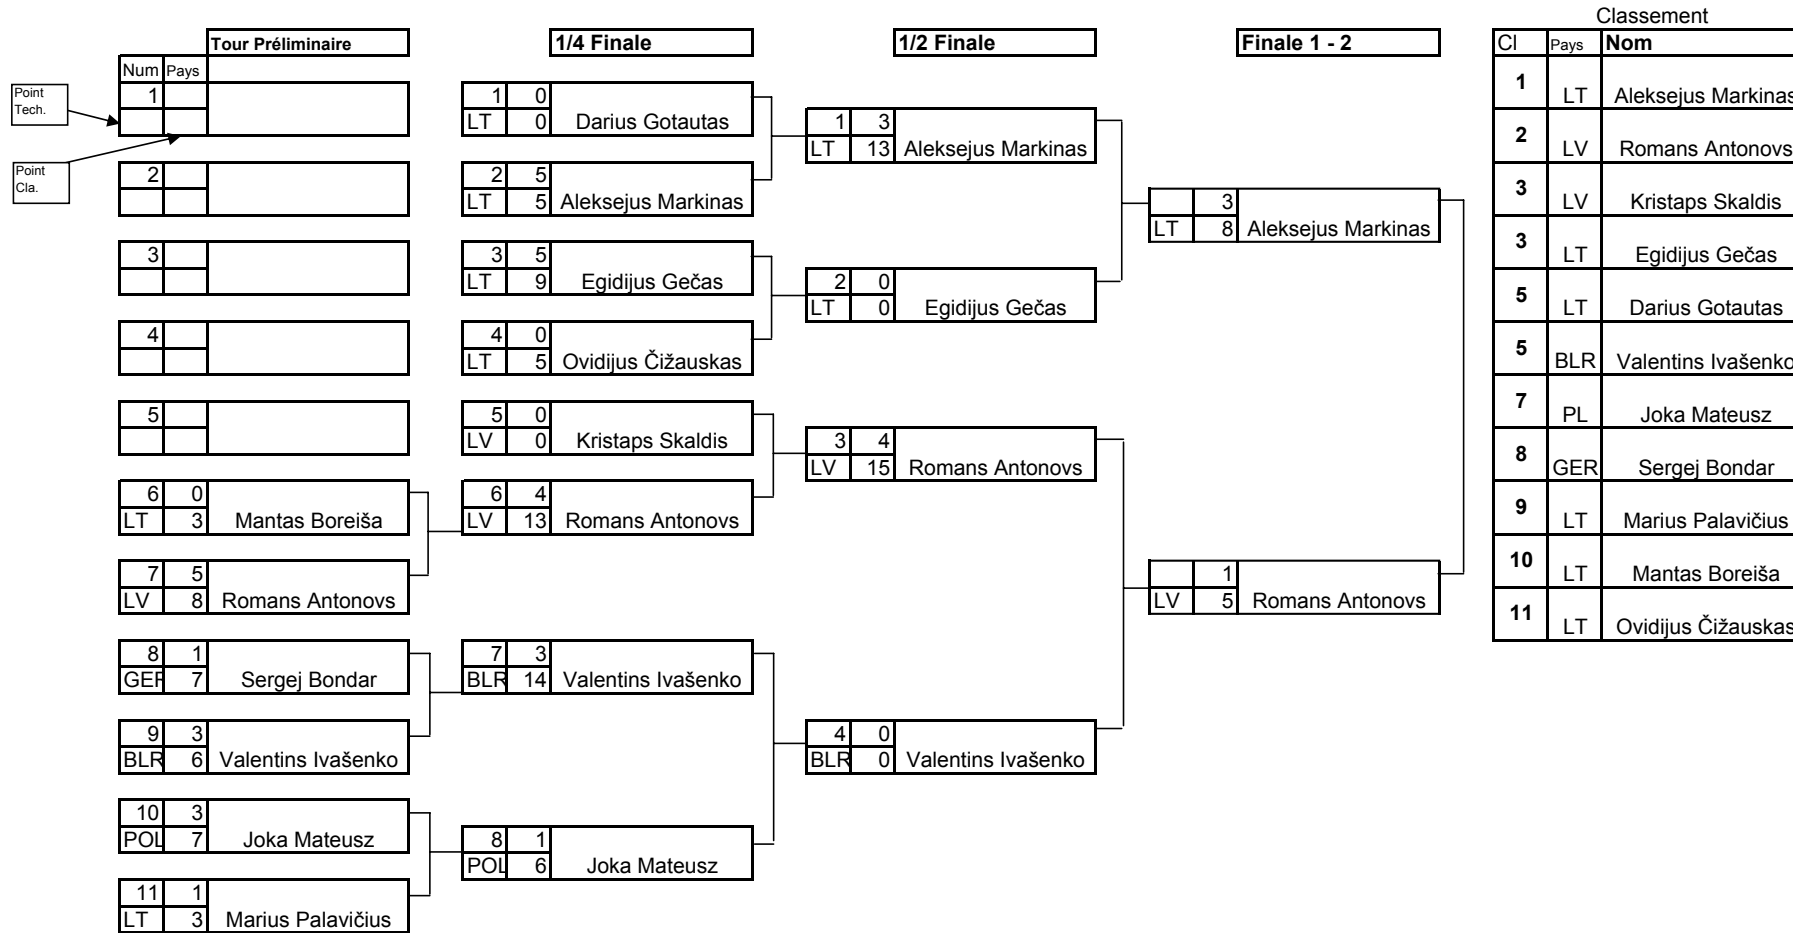 Classement
Tour Préliminaire 1/4 Finale 1/2 Finale Finale 1 - 2 Cl Pays Nom
Num Pays
Point
Tech.
Point
Cla.
1
2
3
4
5
6 0
LT 3 Mantas Boreiša
7 5
LV 8 Romans Antonovs
8 1
GER 7 Sergej Bondar
9 3
BLR 6 Valentins Ivašenko
10 3
POL 7 Joka Mateusz
11 1
LT 3 Marius Palavičius
1 0
LT 0 Darius Gotautas
2 5
LT 5 Aleksejus Markinas
3 5
LT 9 Egidijus Gečas
4 0
LT 5 Ovidijus Čižauskas
5 0
LV 0 Kristaps Skaldis
6 4
LV 13 Romans Antonovs
7 3
BLR 14 Valentins Ivašenko
8 1
POL 6 Joka Mateusz
1 3
LT 13 Aleksejus Markinas
2 0
LT 0 Egidijus Gečas
3 4
LV 15 Romans Antonovs
4 0
BLR 0 Valentins Ivašenko
3
LT 8 Aleksejus Markinas
1
LV 5 Romans Antonovs
1 LT Aleksejus Markinas
2 LV Romans Antonovs
3 LV Kristaps Skaldis
3 LT Egidijus Gečas
5 LT Darius Gotautas
5 BLR Valentins Ivašenko
7 PL Joka Mateusz
8 GER Sergej Bondar
9 LT Marius Palavičius
10 LT Mantas Boreiša
11 LT Ovidijus Čižauskas